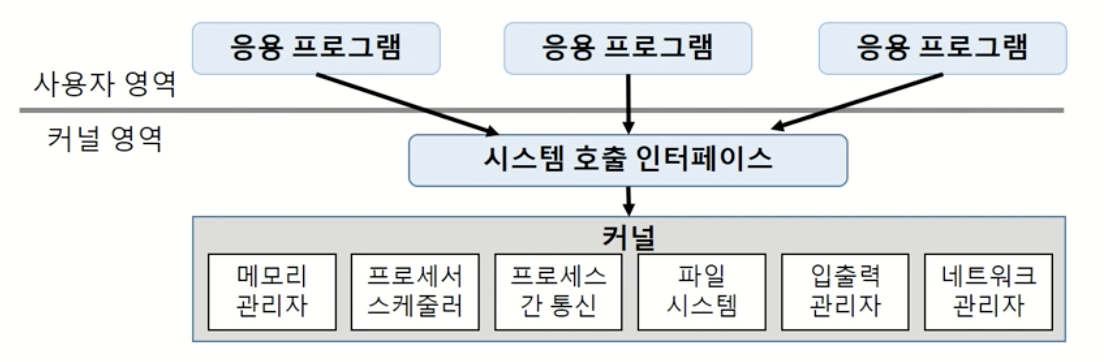 응용 프로그램
응용 프로그램
응용 프로그램
사용자 영역
커널 영역
시스템 호출 인터페이스
커널
메모리
관리자
프로세서
스케줄러
프로세스
간 통신
파일
시스템
입출력
관리자
네트워크
관리자